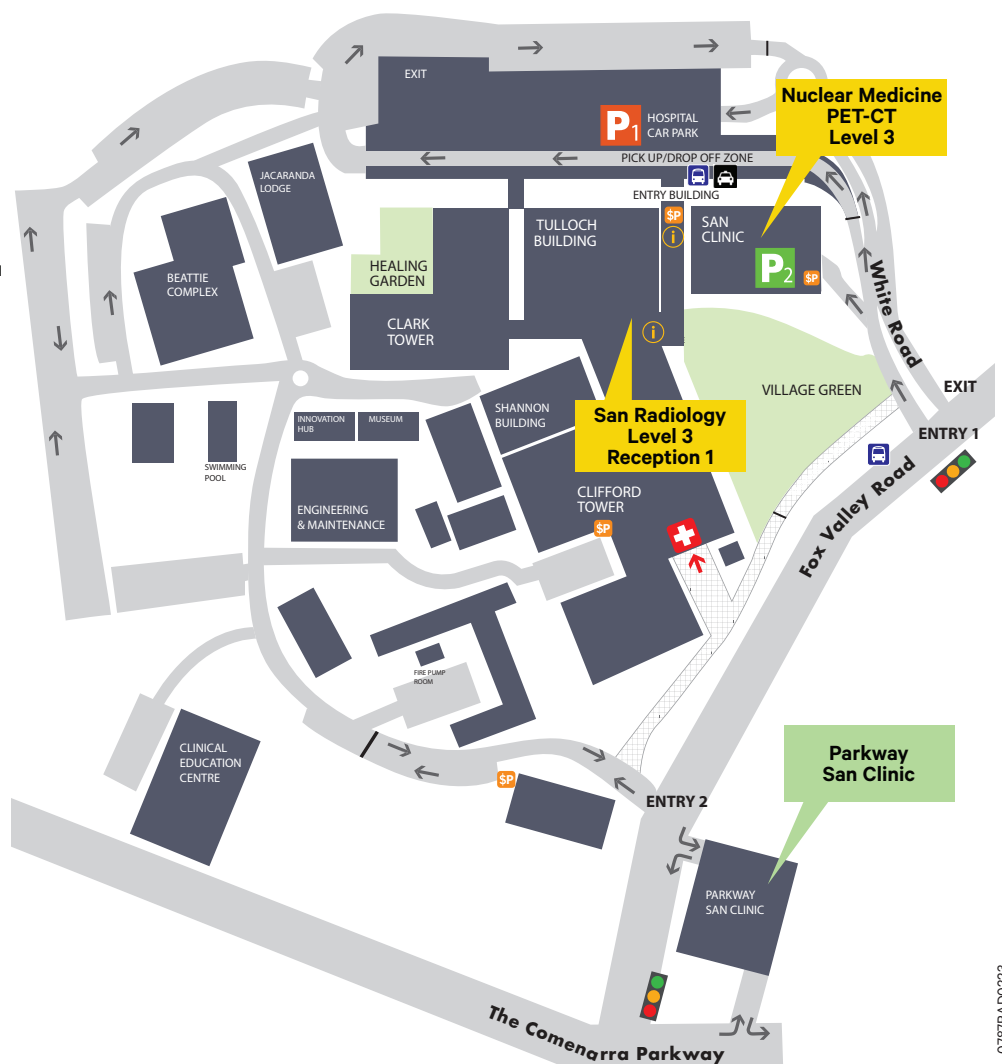 EXIT
P1
HOSPITAL
CAR PARK
Nuclear Medicine
PET-CT
Level 3
PICK UP/DROP OFF ZONE
ENTRY BUILDING
JACARANDA
LODGE
$P
i
SAN
CLINIC
TULLOCH
BUILDING
P2
$P
HEALING
GARDEN
BEATTIE
COMPLEX
White Road
CLARK
TOWER
i
VILLAGE GREEN
EXIT
ENTRY 1
SHANNON
BUILDING
San Radiology
Level 3
Reception 1
INNOVATION
HUB
MUSEUM
SWIMMING
POOL
CLIFFORD
TOWER
$P
ENGINEERING
& MAINTENANCE
Fox Valley Road
FIRE PUMP
ROOM
CLINICAL
EDUCATION
CENTRE
$P
Parkway
San Clinic
ENTRY 2
PARKWAY
SAN CLINIC
The Comenarra Parkway